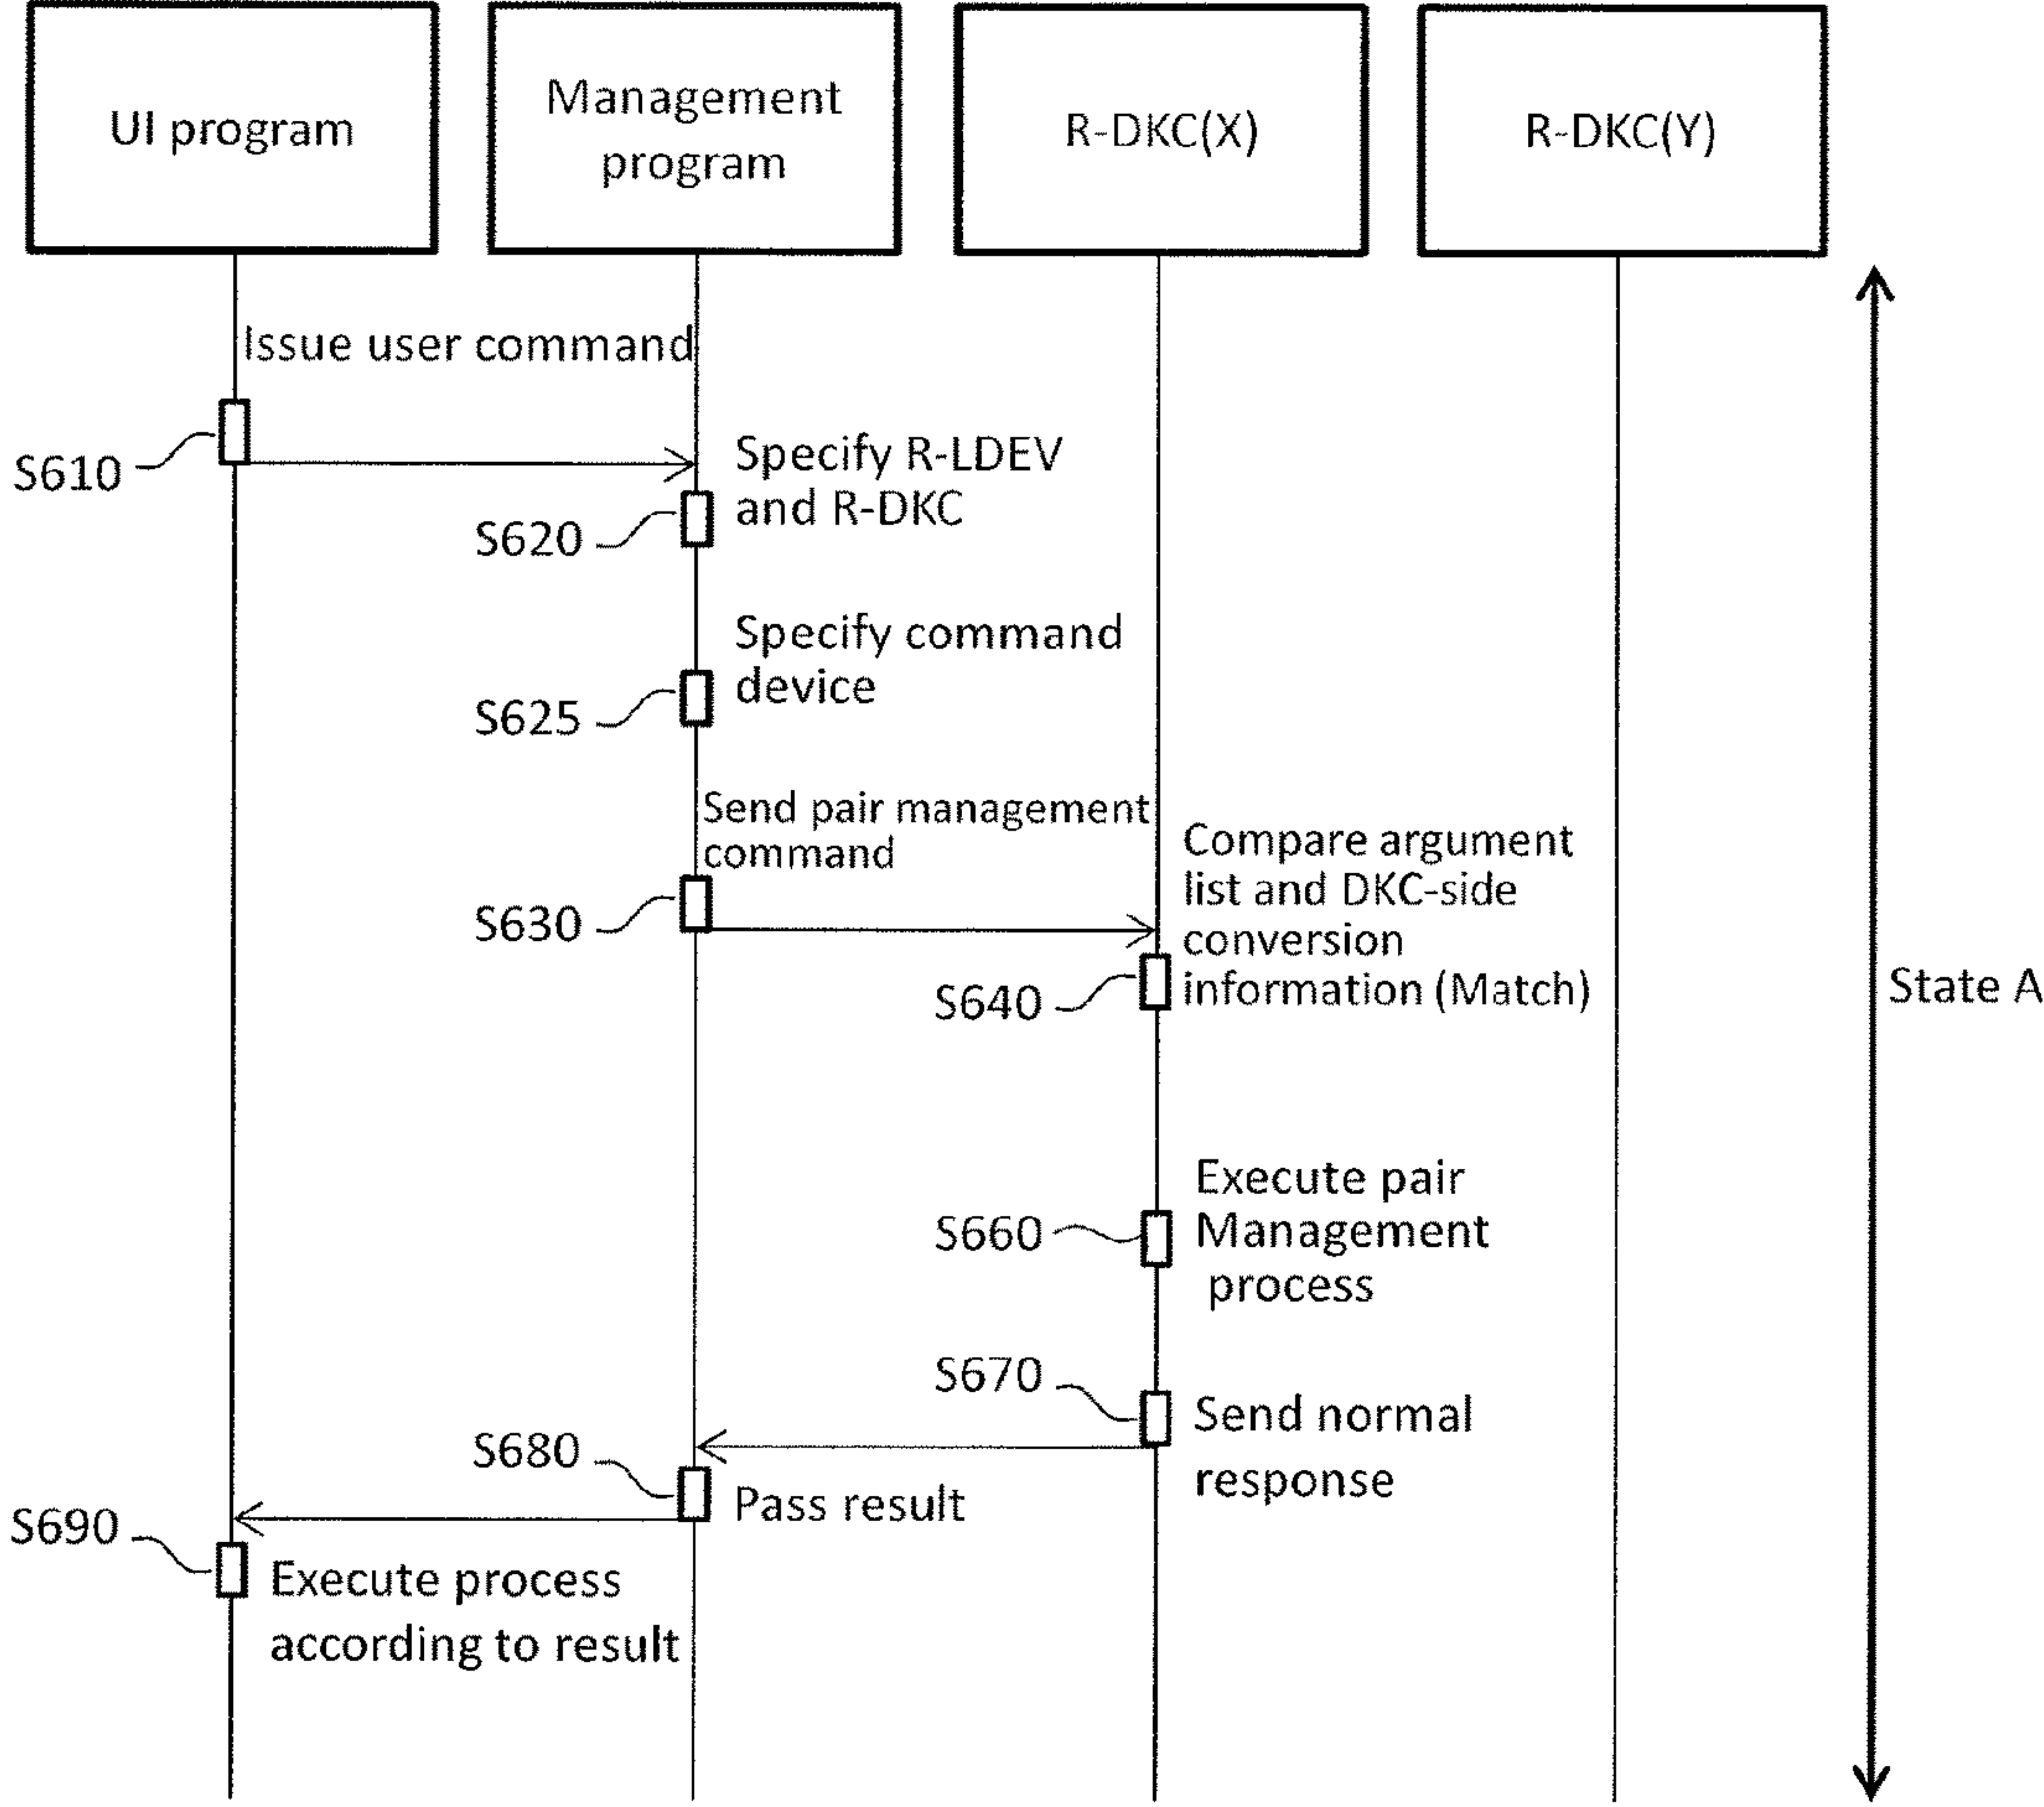 UI program
Management
program
R-DKC(X)
R-DKC(Y)
Issue user command
S610
Specify R-LDEV
and R-DKC
S620
Specify command
device
S625
Send pair management
command
S630
Compare argument
list and DKC-side
conversion
information (Match)
S640
State A
Execute pair
Management
process
S660
S670
Send normal
response
S680
Pass result
S690
Execute process
according to result